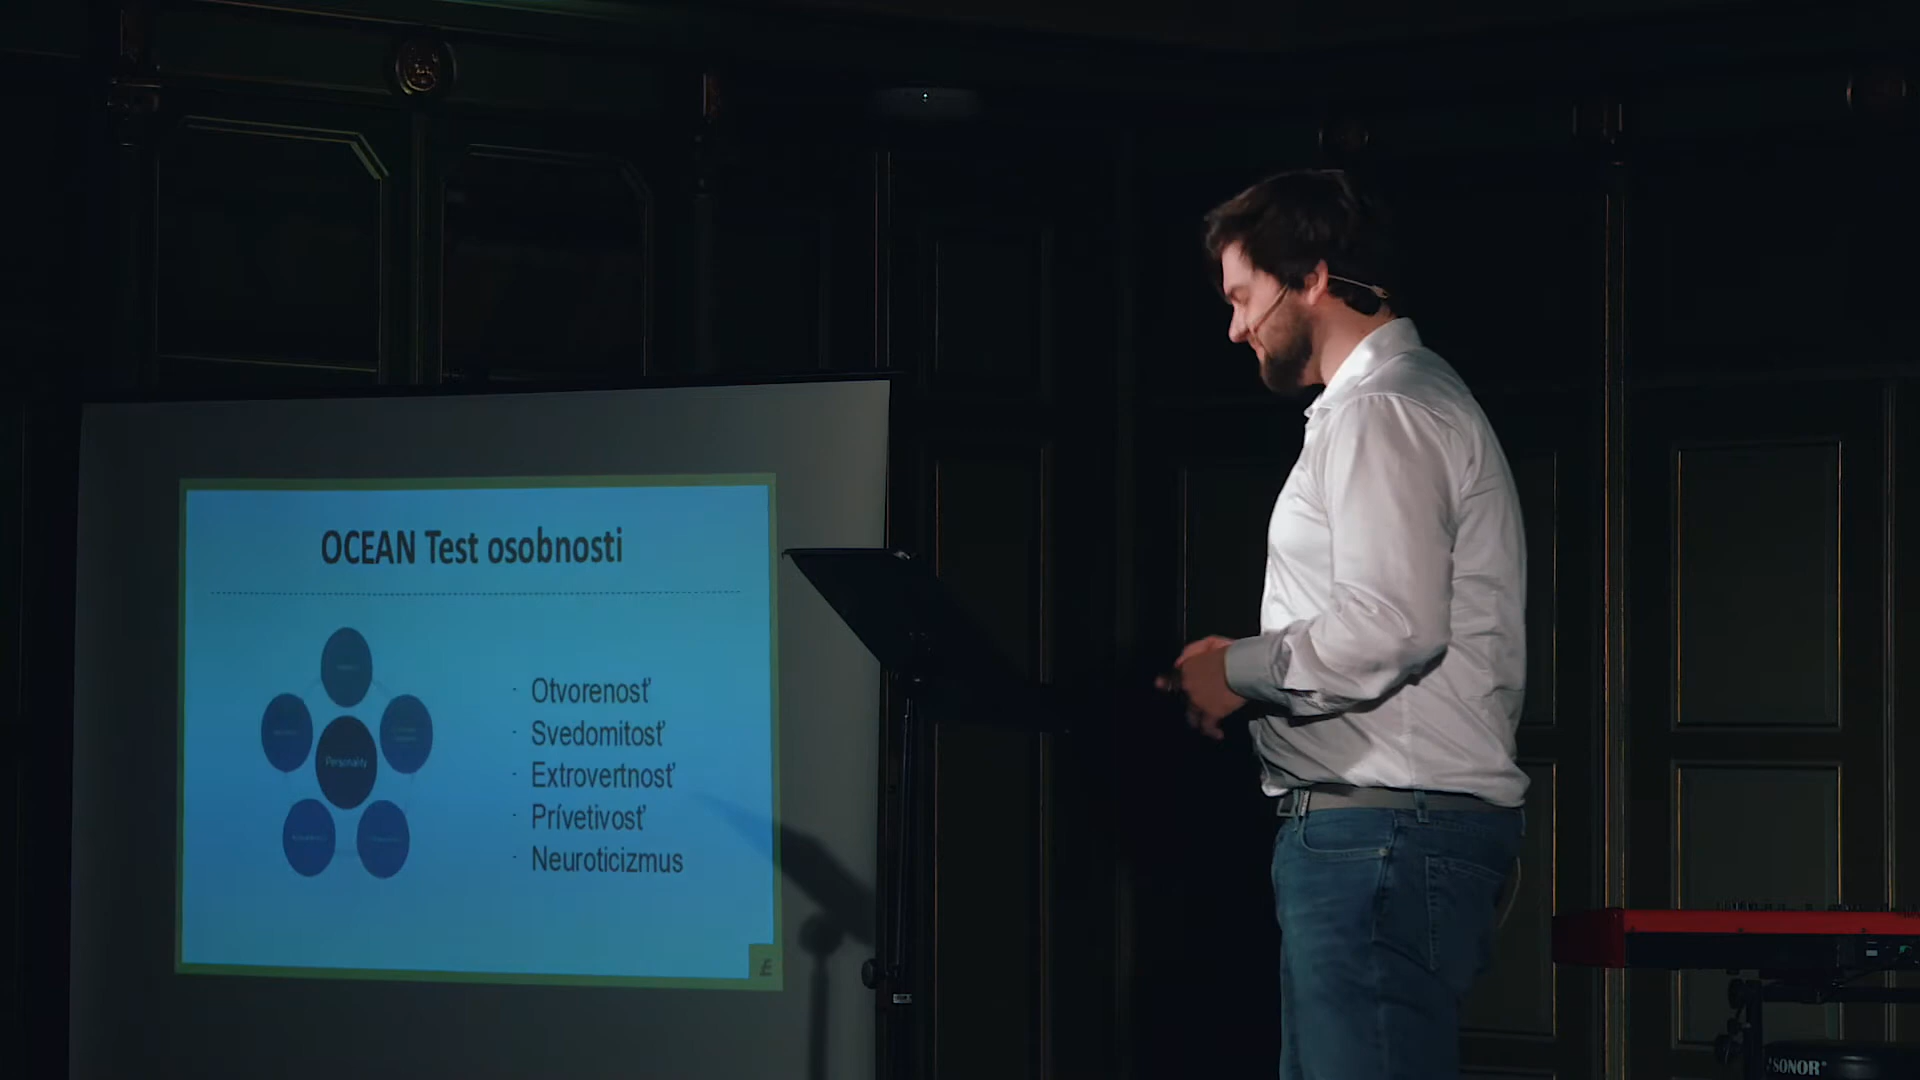 OCEAN Test osobnosti
Personality
- Otvorenosť
- Svedomitosť
- Extrovertnosť
- Prívetivosť
- Neuroticizmus
SONOR